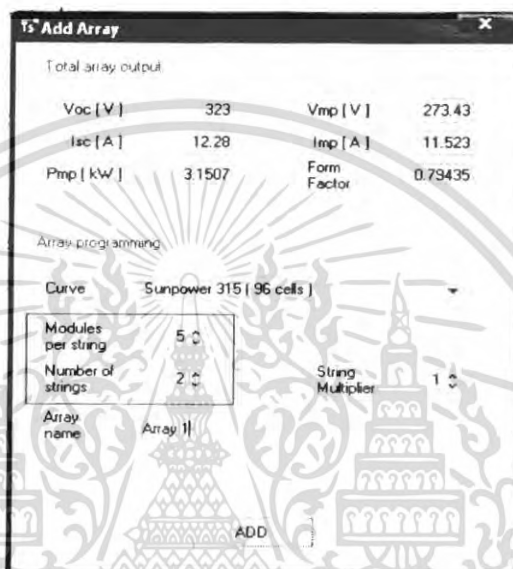 Ts Add Array
Total array output
Voc [ V ] 323 Vmp [ V ] 273.43
Isc [ A ] 12.28 Imp [ A ] 11.523
Pmp [ kW ] 3.1507 Form Factor 0.79435
Array programming
Curve Sunpower 315 [ 96 cells ]
Modules per string 5
Number of strings 2 String Multiplier 1
Array name Array 1
ADD